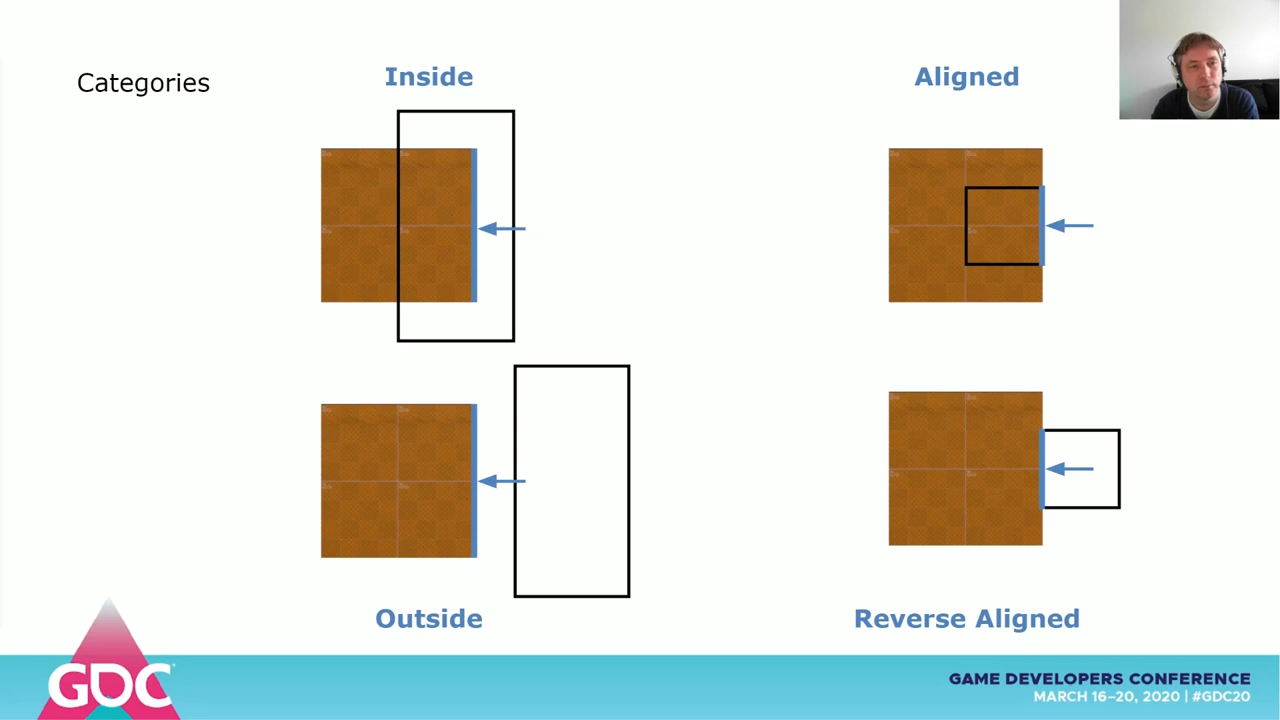 Categories
Inside
Aligned
Outside
Reverse Aligned
GDC
GAME DEVELOPERS CONFERENCE
MARCH 16–20, 2020 | #GDC20